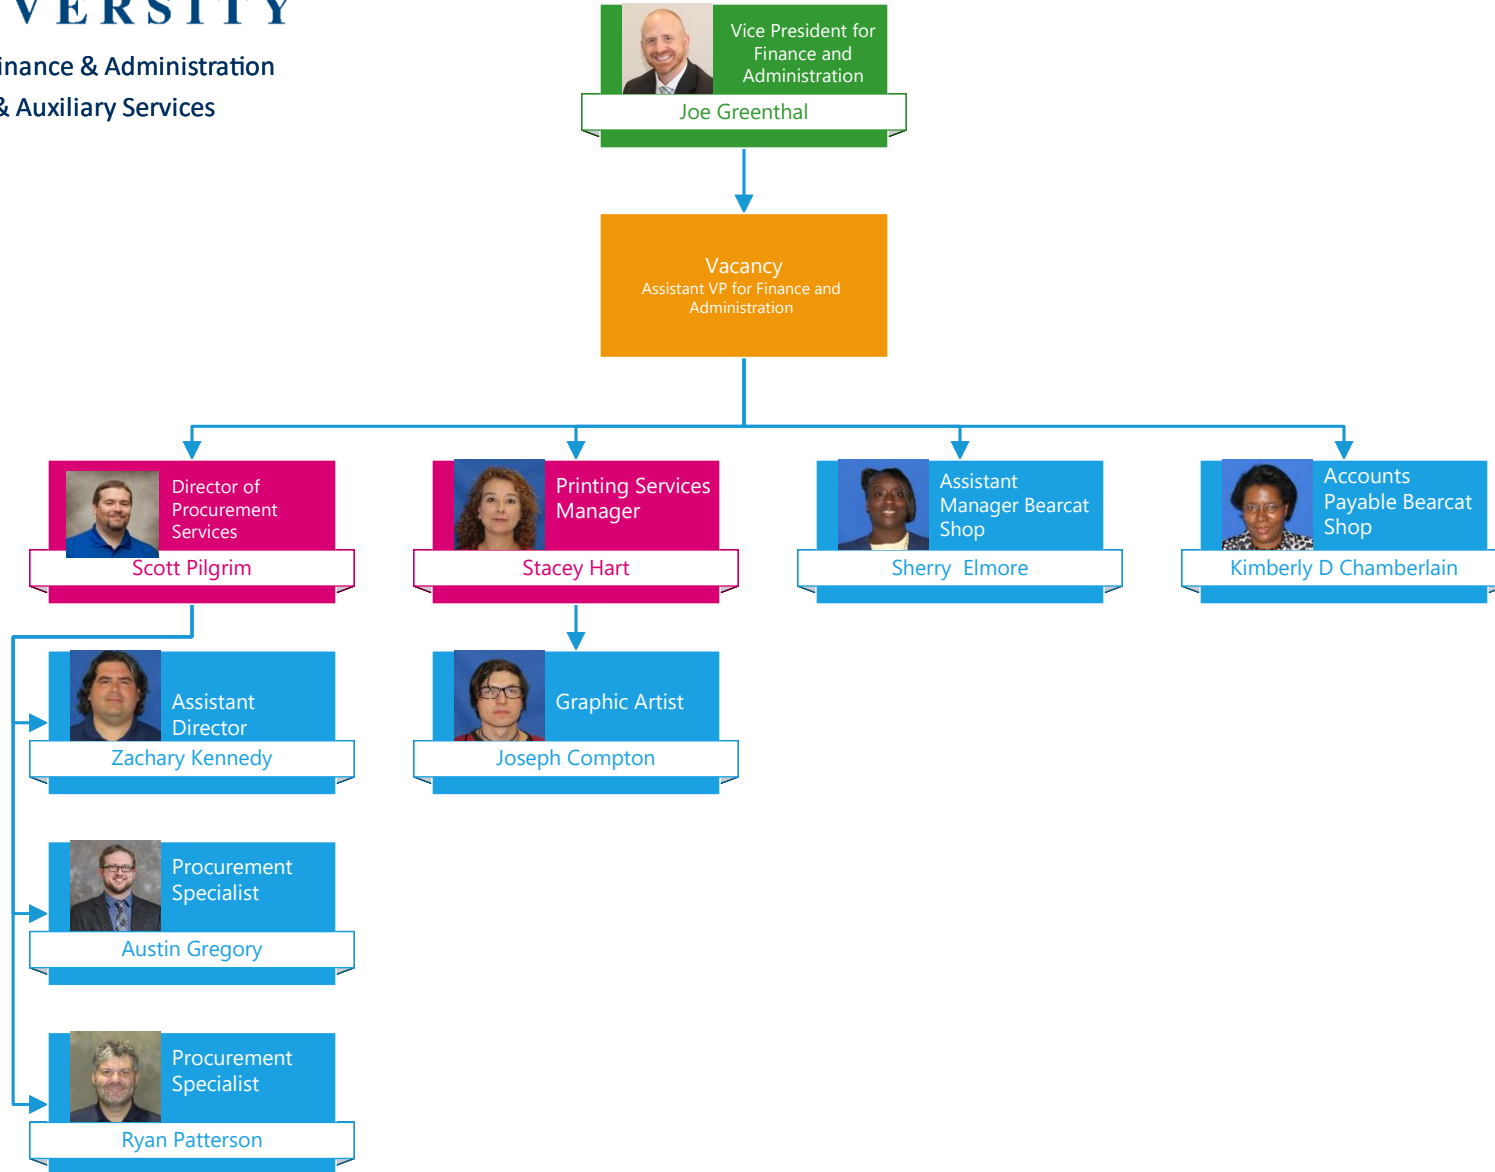 VERSITY
inance & Administration
& Auxiliary Services
Vice President for
Finance and
Administration
Joe Greenthal
Vacancy
Assistant VP for Finance and
Administration
Director of
Procurement
Services
Scott Pilgrim
Printing Services
Manager
Stacey Hart
Assistant
Manager Bearcat
Shop
Sherry  Elmore
Accounts
Payable Bearcat
Shop
Kimberly D Chamberlain
Assistant
Director
Zachary Kennedy
Graphic Artist
Joseph Compton
Procurement
Specialist
Austin Gregory
Procurement
Specialist
Ryan Patterson